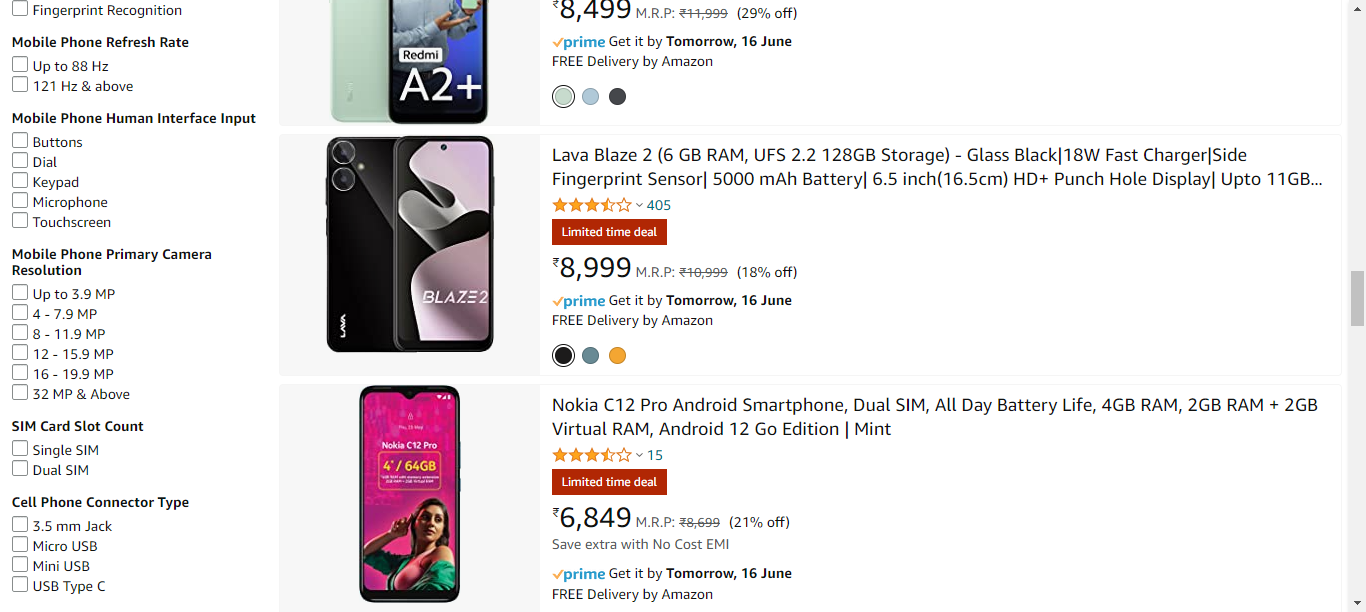 Fingerprint Recognition
Mobile Phone Refresh Rate
Up to 88 Hz
121 Hz & above
Mobile Phone Human Interface Input
Buttons
Dial
Keypad
Microphone
Touchscreen
Mobile Phone Primary Camera
Resolution
Up to 3.9 MP
4 - 7.9 MP
8 - 11.9 MP
12 - 15.9 MP
16 - 19.9 MP
32 MP & Above
SIM Card Slot Count
Single SIM
Dual SIM
Cell Phone Connector Type
3.5 mm Jack
Micro USB
Mini USB
USB Type C
Redmi
A2+
₹8,499 M.R.P: ₹11,999 (29% off)
prime Get it by Tomorrow, 16 June
FREE Delivery by Amazon
LAVA
BLAZE2
Lava Blaze 2 (6 GB RAM, UFS 2.2 128GB Storage) - Glass Black|18W Fast Charger|Side
Fingerprint Sensor| 5000 mAh Battery| 6.5 inch(16.5cm) HD+ Punch Hole Display| Upto 11GB...
405
Limited time deal
₹8,999 M.R.P: ₹10,999 (18% off)
prime Get it by Tomorrow, 16 June
FREE Delivery by Amazon
Nokia C12 Pro
4* / 64GB
Nokia C12 Pro Android Smartphone, Dual SIM, All Day Battery Life, 4GB RAM, 2GB RAM + 2GB
Virtual RAM, Android 12 Go Edition | Mint
15
Limited time deal
₹6,849 M.R.P: ₹8,699 (21% off)
Save extra with No Cost EMI
prime Get it by Tomorrow, 16 June
FREE Delivery by Amazon